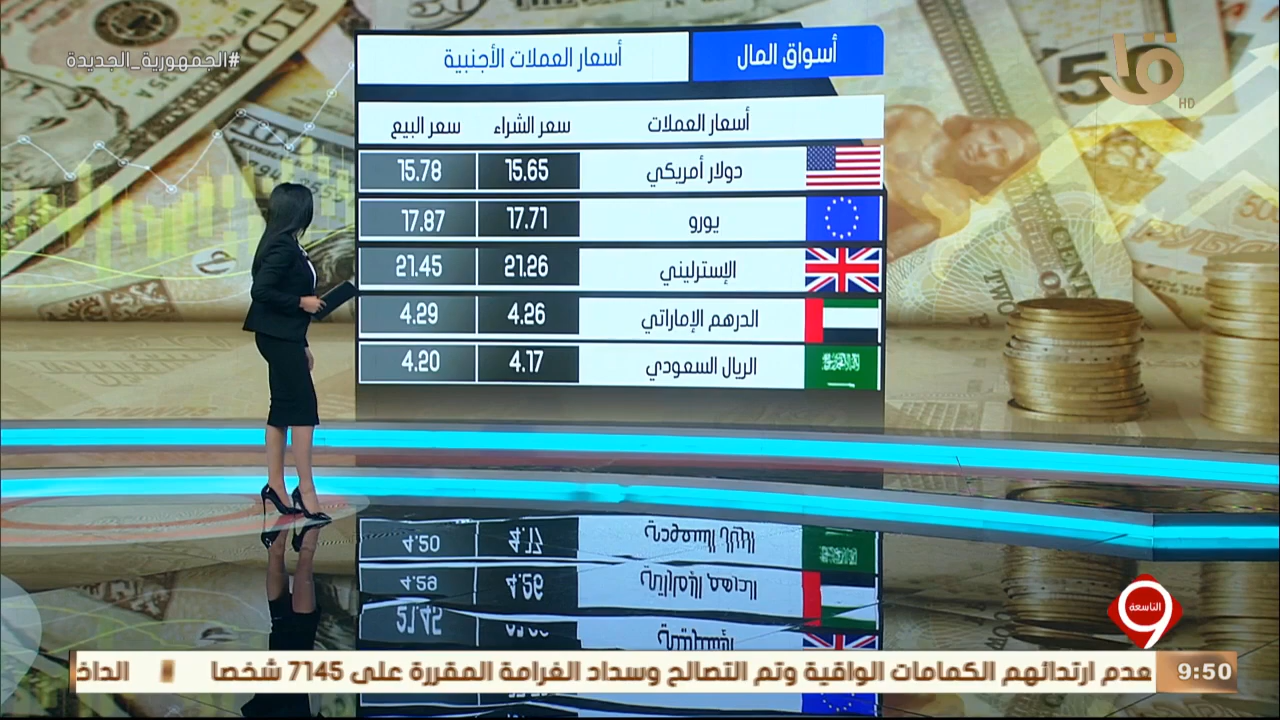 #الجمهورية_الجديدة
HD
أسواق المال
أسعار العملات الأجنبية
أسعار العملات سعر الشراء سعر البيع
دولار أمريكي 15.65 15.78
يورو 17.71 17.87
الإسترليني 21.26 21.45
الدرهم الإماراتي 4.26 4.29
الريال السعودي 4.17 4.20
التاسعة
9
9:50
عدم ارتدائهم الكمامات الواقية وتم التصالح وسداد الغرامة المقررة على 7145 شخصا